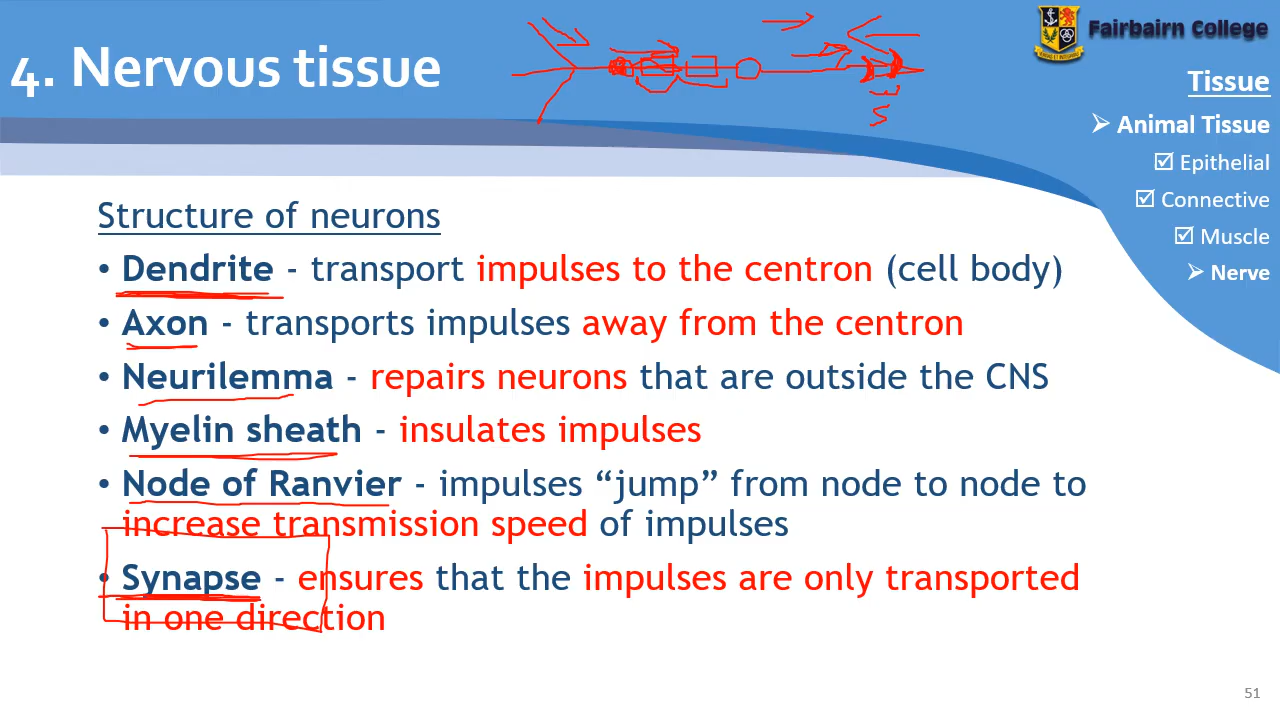 4. Nervous tissue
Fairbairn College
Tissue
➢ Animal Tissue
☑ Epithelial
☑ Connective
☑ Muscle
➢ Nerve
Structure of neurons
• Dendrite - transport impulses to the centron (cell body)
• Axon - transports impulses away from the centron
• Neurilemma - repairs neurons that are outside the CNS
• Myelin sheath - insulates impulses
• Node of Ranvier - impulses “jump” from node to node to
increase transmission speed of impulses
• Synapse - ensures that the impulses are only transported
in one direction
51